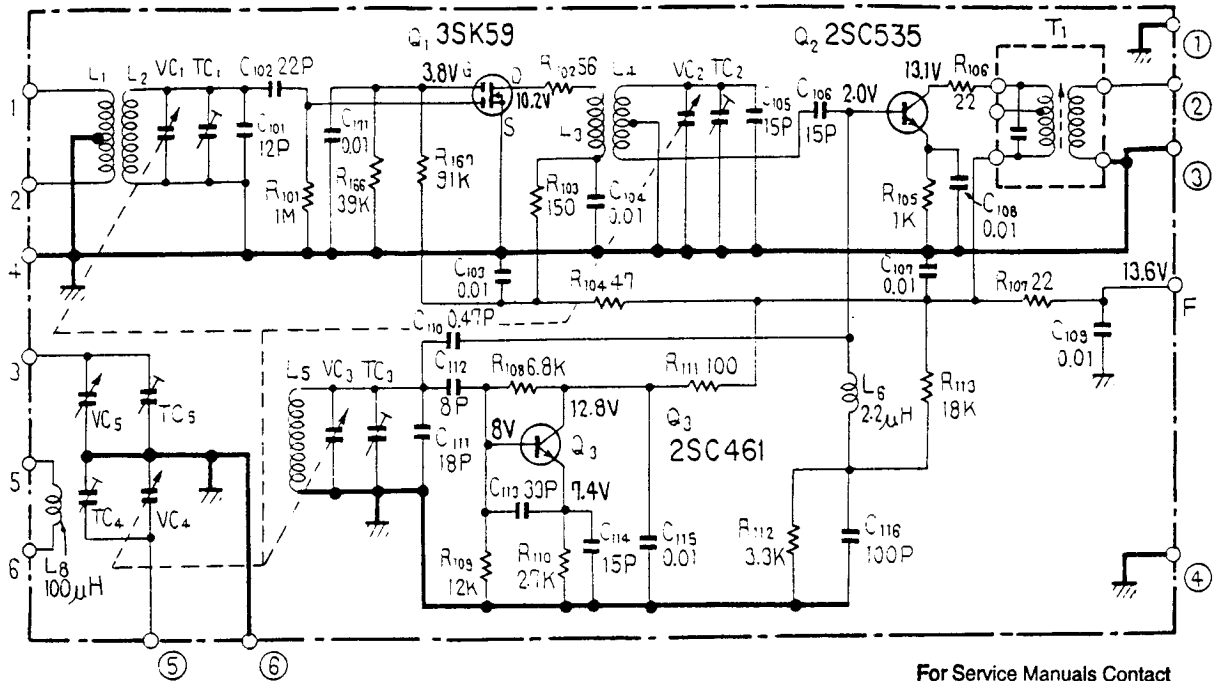 Q₁ 3SK59
Q₂ 2SC535
T₁
①
1
L₁
L₂
VC₁
TC₁
C₁₀₂ 22P
3.8V
G
D
R₁₀₂ 56
10.2V
S
L₄
VC₂
TC₂
C₁₀₆
15P
2.0V
13.1V
R₁₀₆
22
②
C₁₀₁
12P
C₁₇₁
0.01
L₃
C₁₀₅
15P
③
2
R₁₀₁
1M
R₁₆₆
39K
R₁₆₇
91K
R₁₀₃
150
C₁₀₄
0.01
R₁₀₅
1K
C₁₀₈
0.01
4
C₁₀₃
0.01
R₁₀₄ 47
C₁₀₇
0.01
R₁₀₇ 22
13.6V
F
C₁₁₀ 0.47P
C₁₀₉
0.01
3
VC₅
TC₅
L₅
VC₃
TC₃
C₁₁₂
8P
R₁₀₈ 6.8K
R₁₁₁ 100
12.8V
L₆
2.2μH
R₁₁₃
18K
C₁₁₁
18P
8V
Q₃
Q₃
2SC461
5
TC₄
VC₄
C₁₁₃ 33P
7.4V
6
L₈
100μH
R₁₀₉
12K
R₁₁₀
2.7K
C₁₁₄
15P
C₁₁₅
0.01
R₁₁₂
3.3K
C₁₁₆
100P
④
⑤
⑥
For Service Manuals Contact